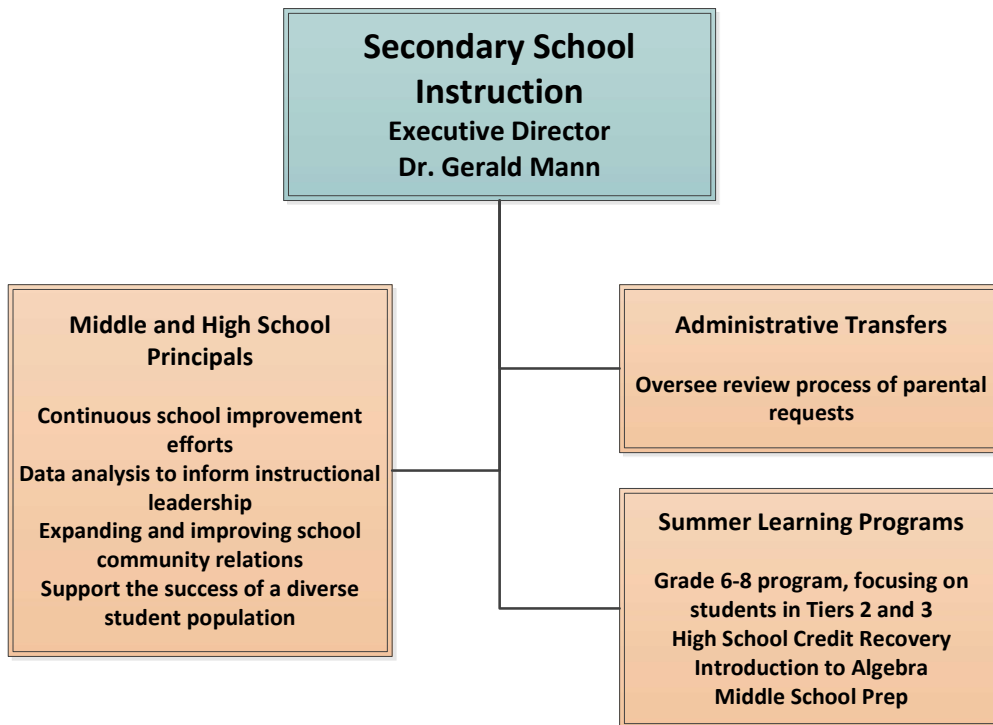 Secondary School
Instruction
Executive Director
Dr. Gerald Mann
Middle and High School
Principals
Continuous school improvement
efforts
Data analysis to inform instructional
leadership
Expanding and improving school
community relations
Support the success of a diverse
student population
Administrative Transfers
Oversee review process of parental
requests
Summer Learning Programs
Grade 6-8 program, focusing on
students in Tiers 2 and 3
High School Credit Recovery
Introduction to Algebra
Middle School Prep